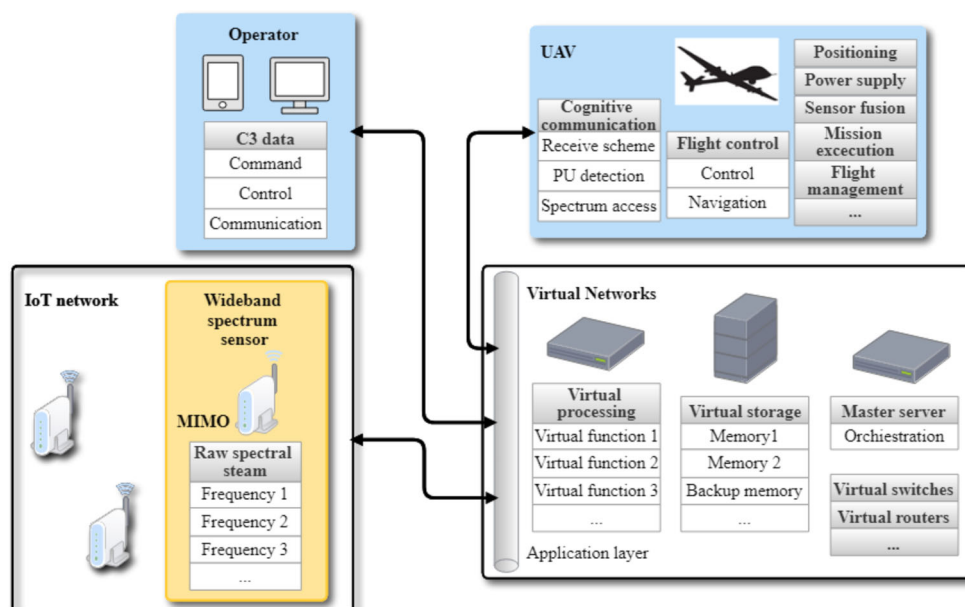 Operator
C3 data
Command
Control
Communication
UAV
Cognitive
communication
Receive scheme
PU detection
Spectrum access
Flight control
Control
Navigation
Positioning
Power supply
Sensor fusion
Mission
excecution
Flight
management
...
IoT network
Wideband
spectrum
sensor
MIMO
Raw spectral
steam
Frequency 1
Frequency 2
Frequency 3
...
Virtual Networks
Virtual
processing
Virtual function 1
Virtual function 2
Virtual function 3
...
Virtual storage
Memory1
Memory 2
Backup memory
...
Master server
Orchiestration
Virtual switches
Virtual routers
...
Application layer